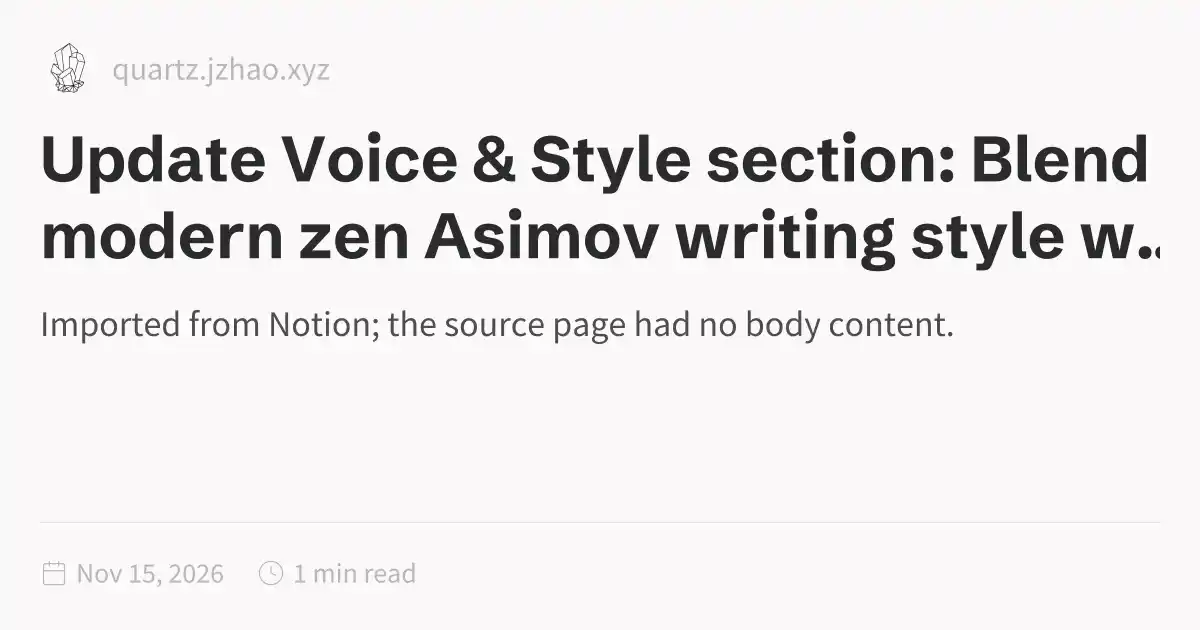 quartz.jzhao.xyz
Update Voice & Style section: Blend
modern zen Asimov writing style w..
Imported from Notion; the source page had no body content.
Nov 15, 2026 1 min read